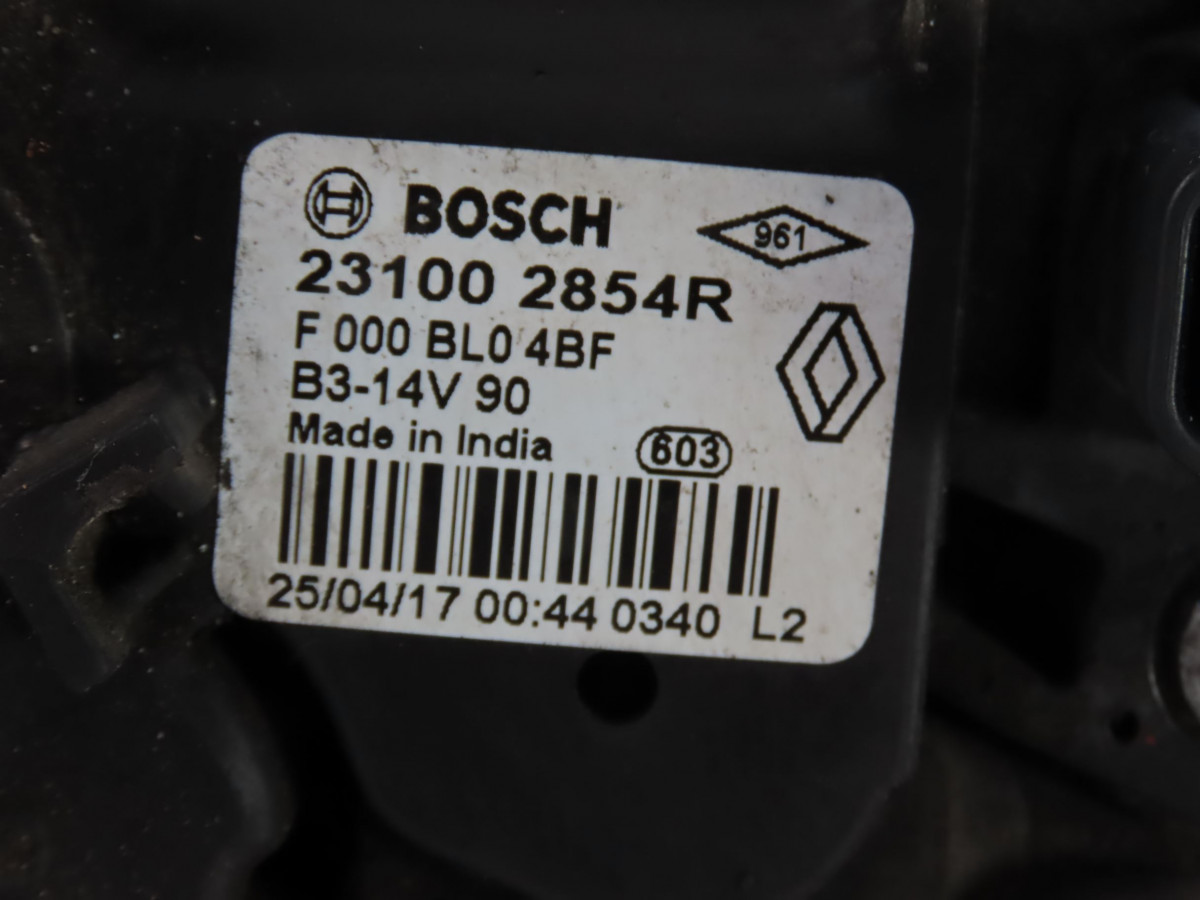 BOSCH 961
23100 2854R
F 000 BL0 4BF
B3-14V 90
Made in India 603
25/04/17 00:44 0340 L2